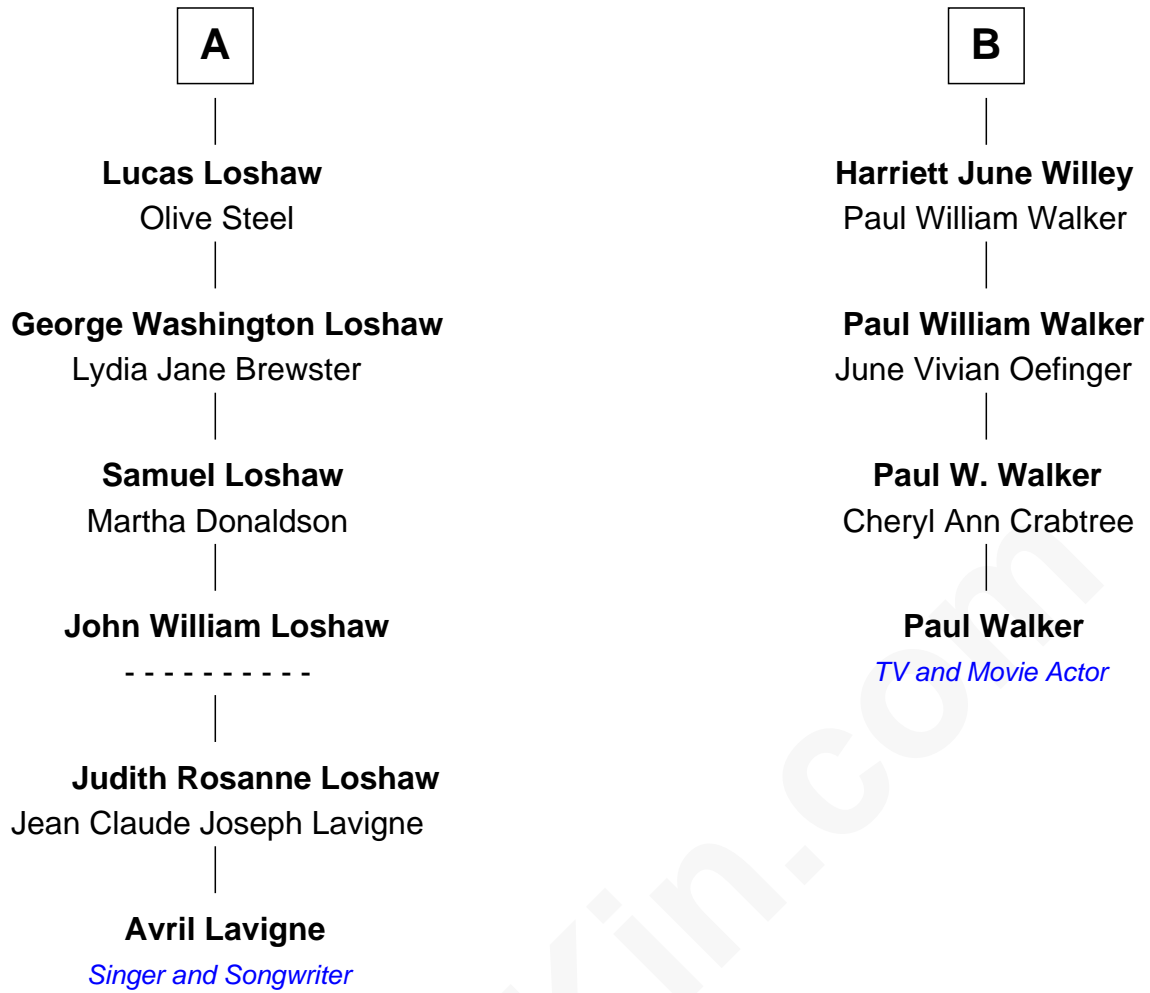 A
Lucas Loshaw
Olive Steel
George Washington Loshaw
Lydia Jane Brewster
Samuel Loshaw
Martha Donaldson
John William Loshaw
- - - - - - - - - -
Judith Rosanne Loshaw
Jean Claude Joseph Lavigne
Avril Lavigne
Singer and Songwriter
B
Harriett June Willey
Paul William Walker
Paul William Walker
June Vivian Oefinger
Paul W. Walker
Cheryl Ann Crabtree
Paul Walker
TV and Movie Actor
kin.com